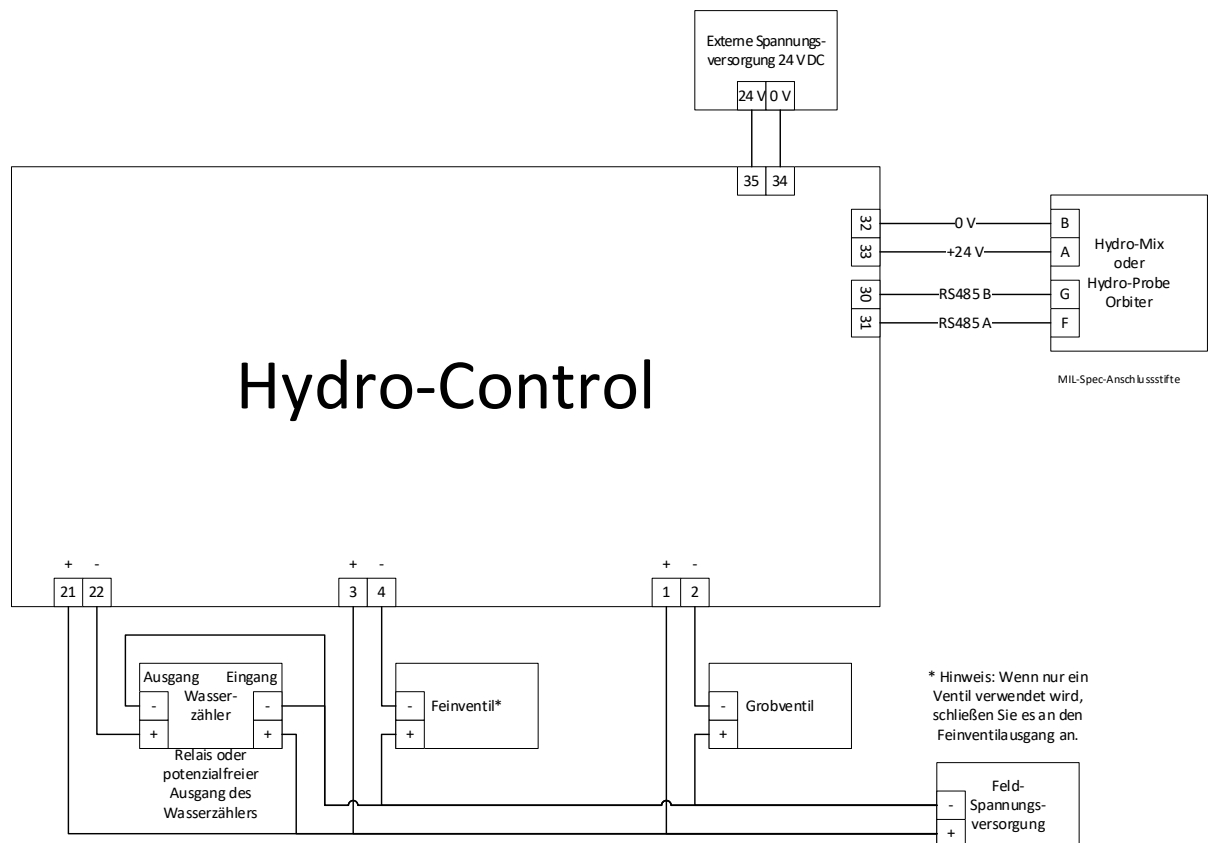 Externe Spannungs-
versorgung 24 V DC
24 V 0 V
35 34
32 0 V B
33 +24 V A
30 RS485 B G
31 RS485 A F
Hydro-Mix
oder
Hydro-Probe
Orbiter
MIL-Spec-Anschlussstifte
Hydro-Control
+ - + - + -
21 22 3 4 1 2
Ausgang Eingang
Wasser-
zähler
- -
+ +
Relais oder
potenzialfreier
Ausgang des
Wasserzählers
- Feinventil*
+
- Grobventil
+
* Hinweis: Wenn nur ein
Ventil verwendet wird,
schließen Sie es an den
Feinventilausgang an.
Feld-
- Spannungs-
+ versorgung